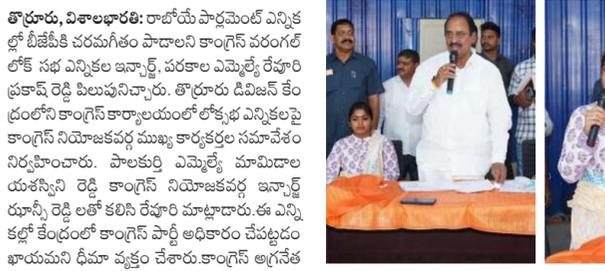 తొర్రూరు, విశాలభారతి: రాబోయే పార్లమెంట్ ఎన్నిక
ల్లో బీజేపీకి చరమగీతం పాడాలని కాంగ్రెస్ వరంగల్
లోక్ సభ ఎన్నికల ఇన్చార్జ్, పరకాల ఎమ్మెల్యే రేవూరి
ప్రకాష్ రెడ్డి పిలుపునిచ్చారు. తొర్రూరు డివిజన్ కేం
ద్రంలోని కాంగ్రెస్ కార్యాలయంలో లోక్సభ ఎన్నికలపై
కాంగ్రెస్ నియోజకవర్గ ముఖ్య కార్యకర్తల సమావేశం
నిర్వహించారు. పాలకుర్తి ఎమ్మెల్యే మామిడాల
యశస్విని రెడ్డి కాంగ్రెస్ నియోజకవర్గ ఇన్చార్జ్
ఝాన్సీ రెడ్డి లతో కలిసి రేవూరి మాట్లాడారు.ఈ ఎన్ని
కల్లో కేంద్రంలో కాంగ్రెస్ పార్టీ అధికారం చేపట్టడం
ఖాయమని ధీమా వ్యక్తం చేశారు.కాంగ్రెస్ అగ్రనేత